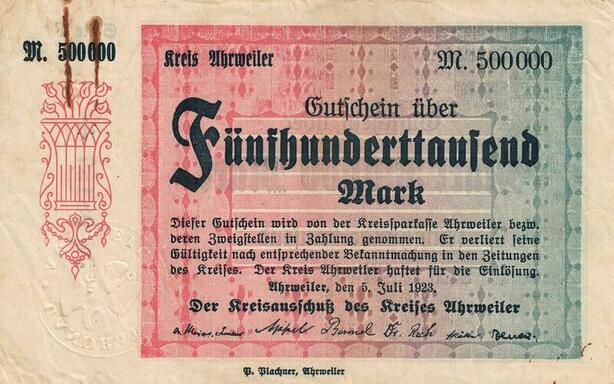 M. 500000
Kreis Ahrweiler
M. 500000
Gutschein über
Fünfhunderttausend
Mark
Dieser Gutschein wird von der Kreissparkasse Ahrweiler bezw.
deren Zweigstellen in Zahlung genommen. Er verliert seine
Gültigkeit nach entsprechender Bekanntmachung in den Zeitungen
des Kreises. Der Kreis Ahrweiler haftet für die Einlösung.
Ahrweiler, den 5. Juli 1923.
Der Kreisausschuß des Kreises Ahrweiler
Dr. Rech
P. Plachner, Ahrweiler